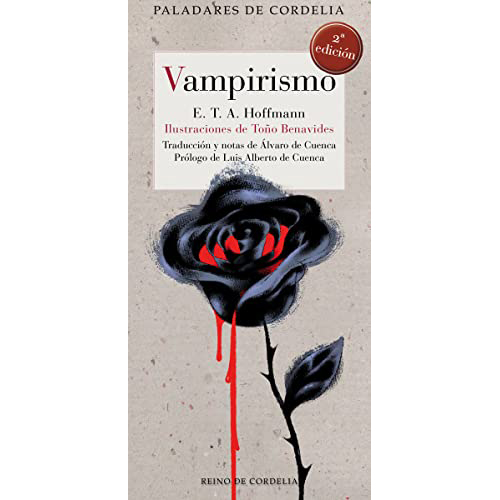 PALADARES DE CORDELIA
2ª
edición
Vampirismo
E. T. A. Hoffmann
Ilustraciones de Toño Benavides
Traducción y notas de Álvaro de Cuenca
Prólogo de Luis Alberto de Cuenca
REINO DE CORDELIA